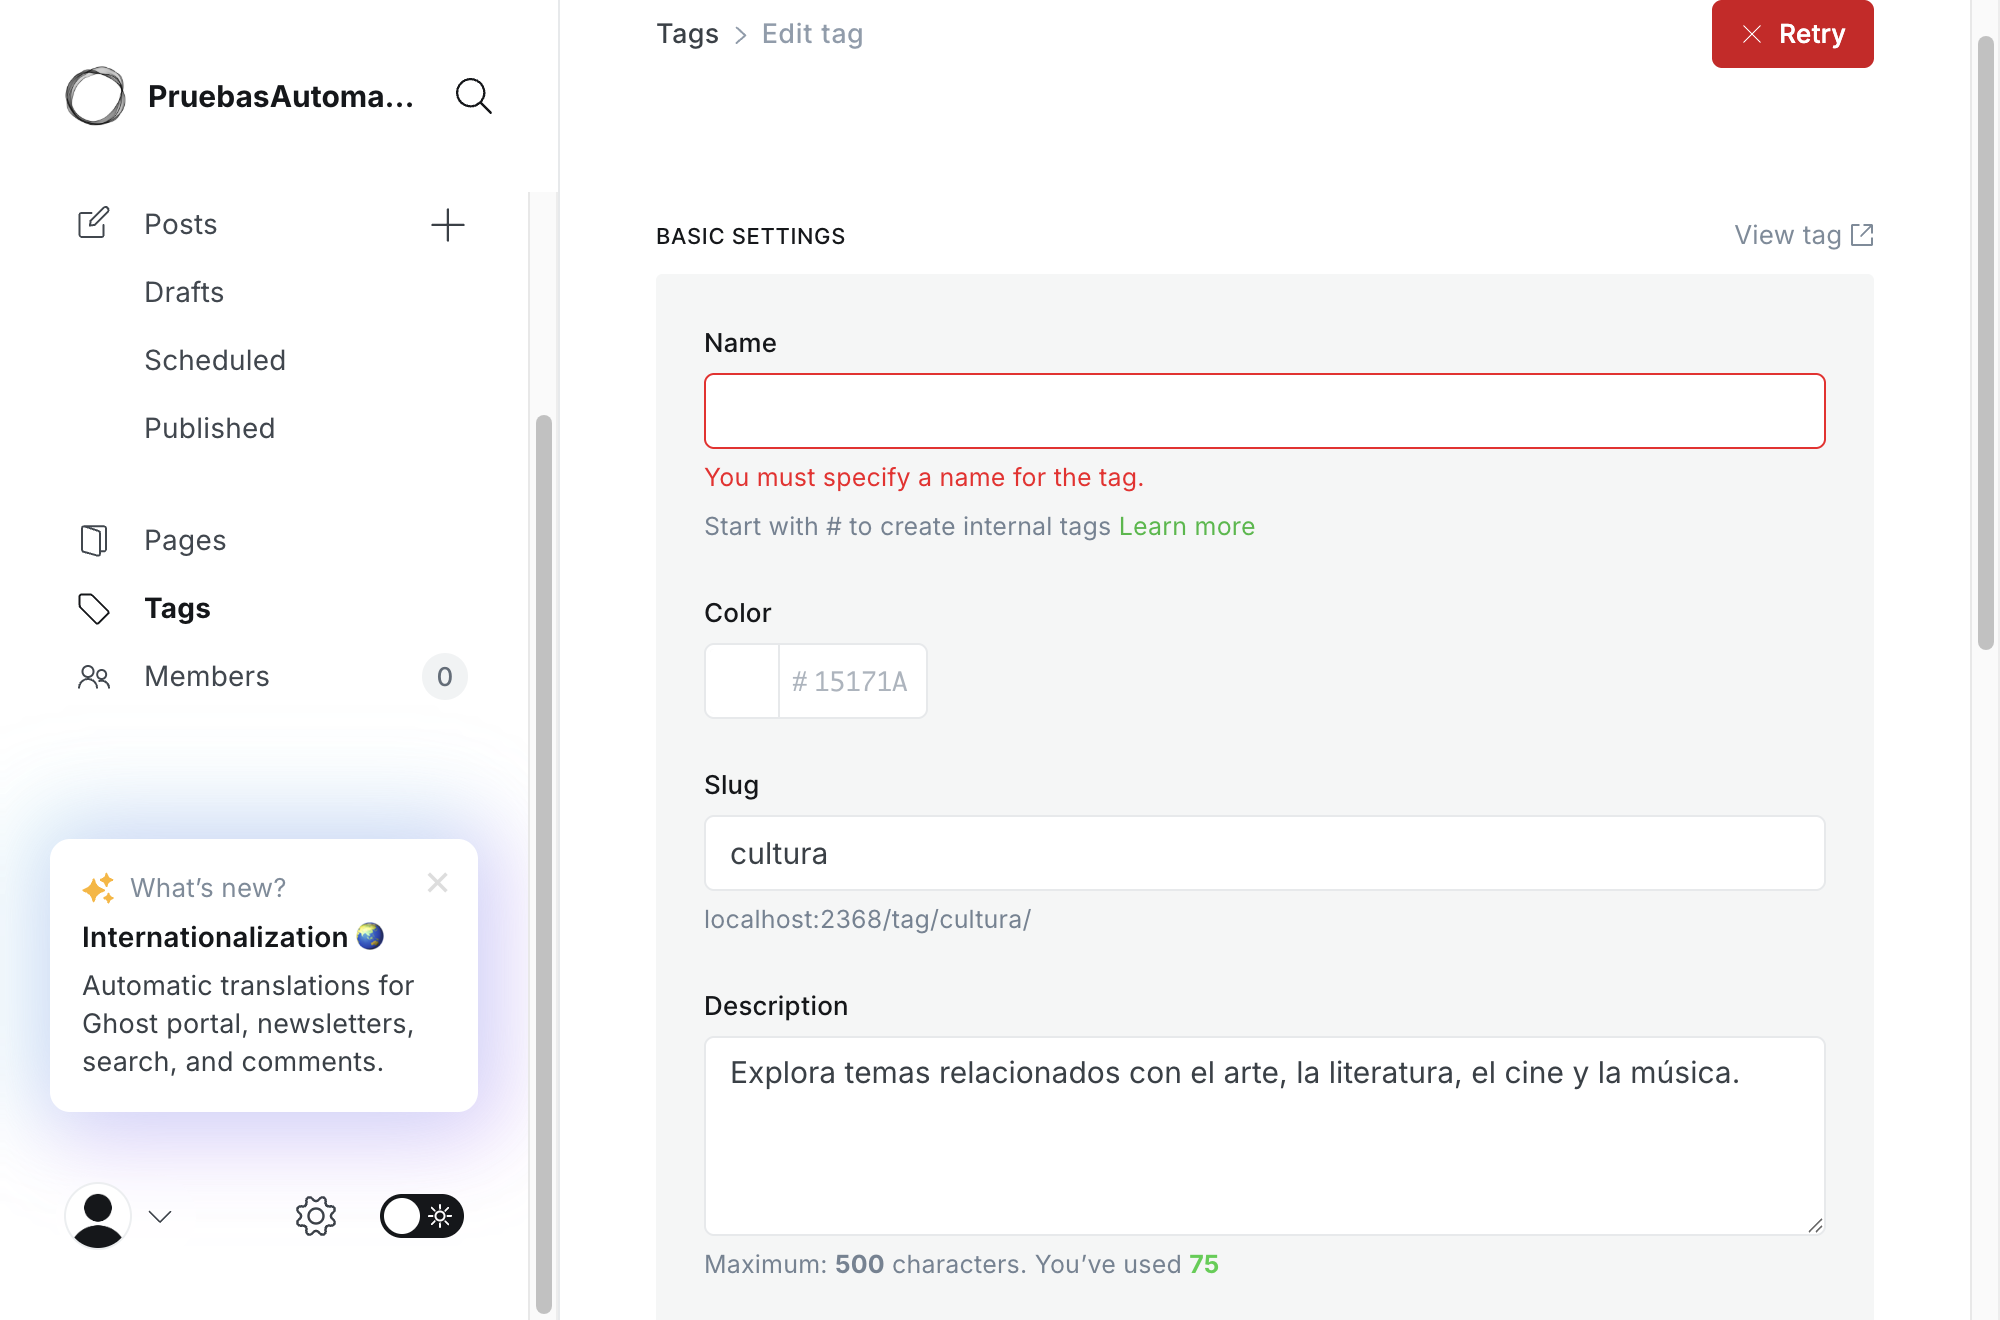 PruebasAutoma...
Posts
Drafts
Scheduled
Published
Pages
Tags
Members
0
What's new?
Internationalization
Automatic translations for
Ghost portal, newsletters,
search, and comments.
Tags > Edit tag
Retry
BASIC SETTINGS
View tag
Name
You must specify a name for the tag.
Start with # to create internal tags Learn more
Color
# 15171A
Slug
cultura
localhost:2368/tag/cultura/
Description
Explora temas relacionados con el arte, la literatura, el cine y la música.
Maximum: 500 characters. You've used 75